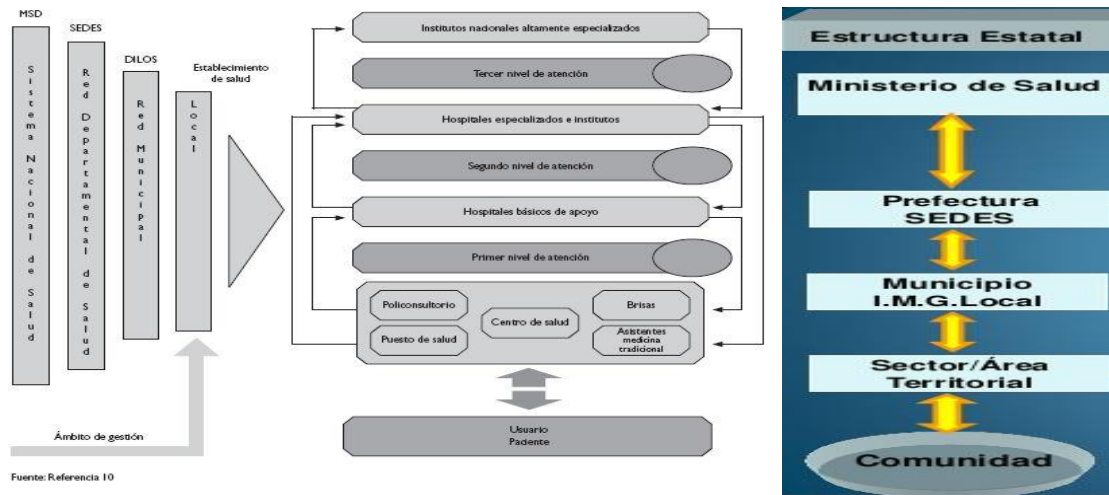 MSD
Sistema Nacional de Salud
SEDES
Red Departamental de Salud
DILOS
Red Municipal
Establecimiento
de salud
Local
Ámbito de gestión
Fuente: Referencia 10
Institutos nacionales altamente especializados
Tercer nivel de atención
Hospitales especializados e institutos
Segundo nivel de atención
Hospitales básicos de apoyo
Primer nivel de atención
Policonsultorio
Puesto de salud
Centro de salud
Brisas
Asistentes
medicina
tradicional
Usuario
Paciente
Estructura Estatal
Ministerio de Salud
Prefectura
SEDES
Municipio
I.M.G.Local
Sector/Área
Territorial
Comunidad